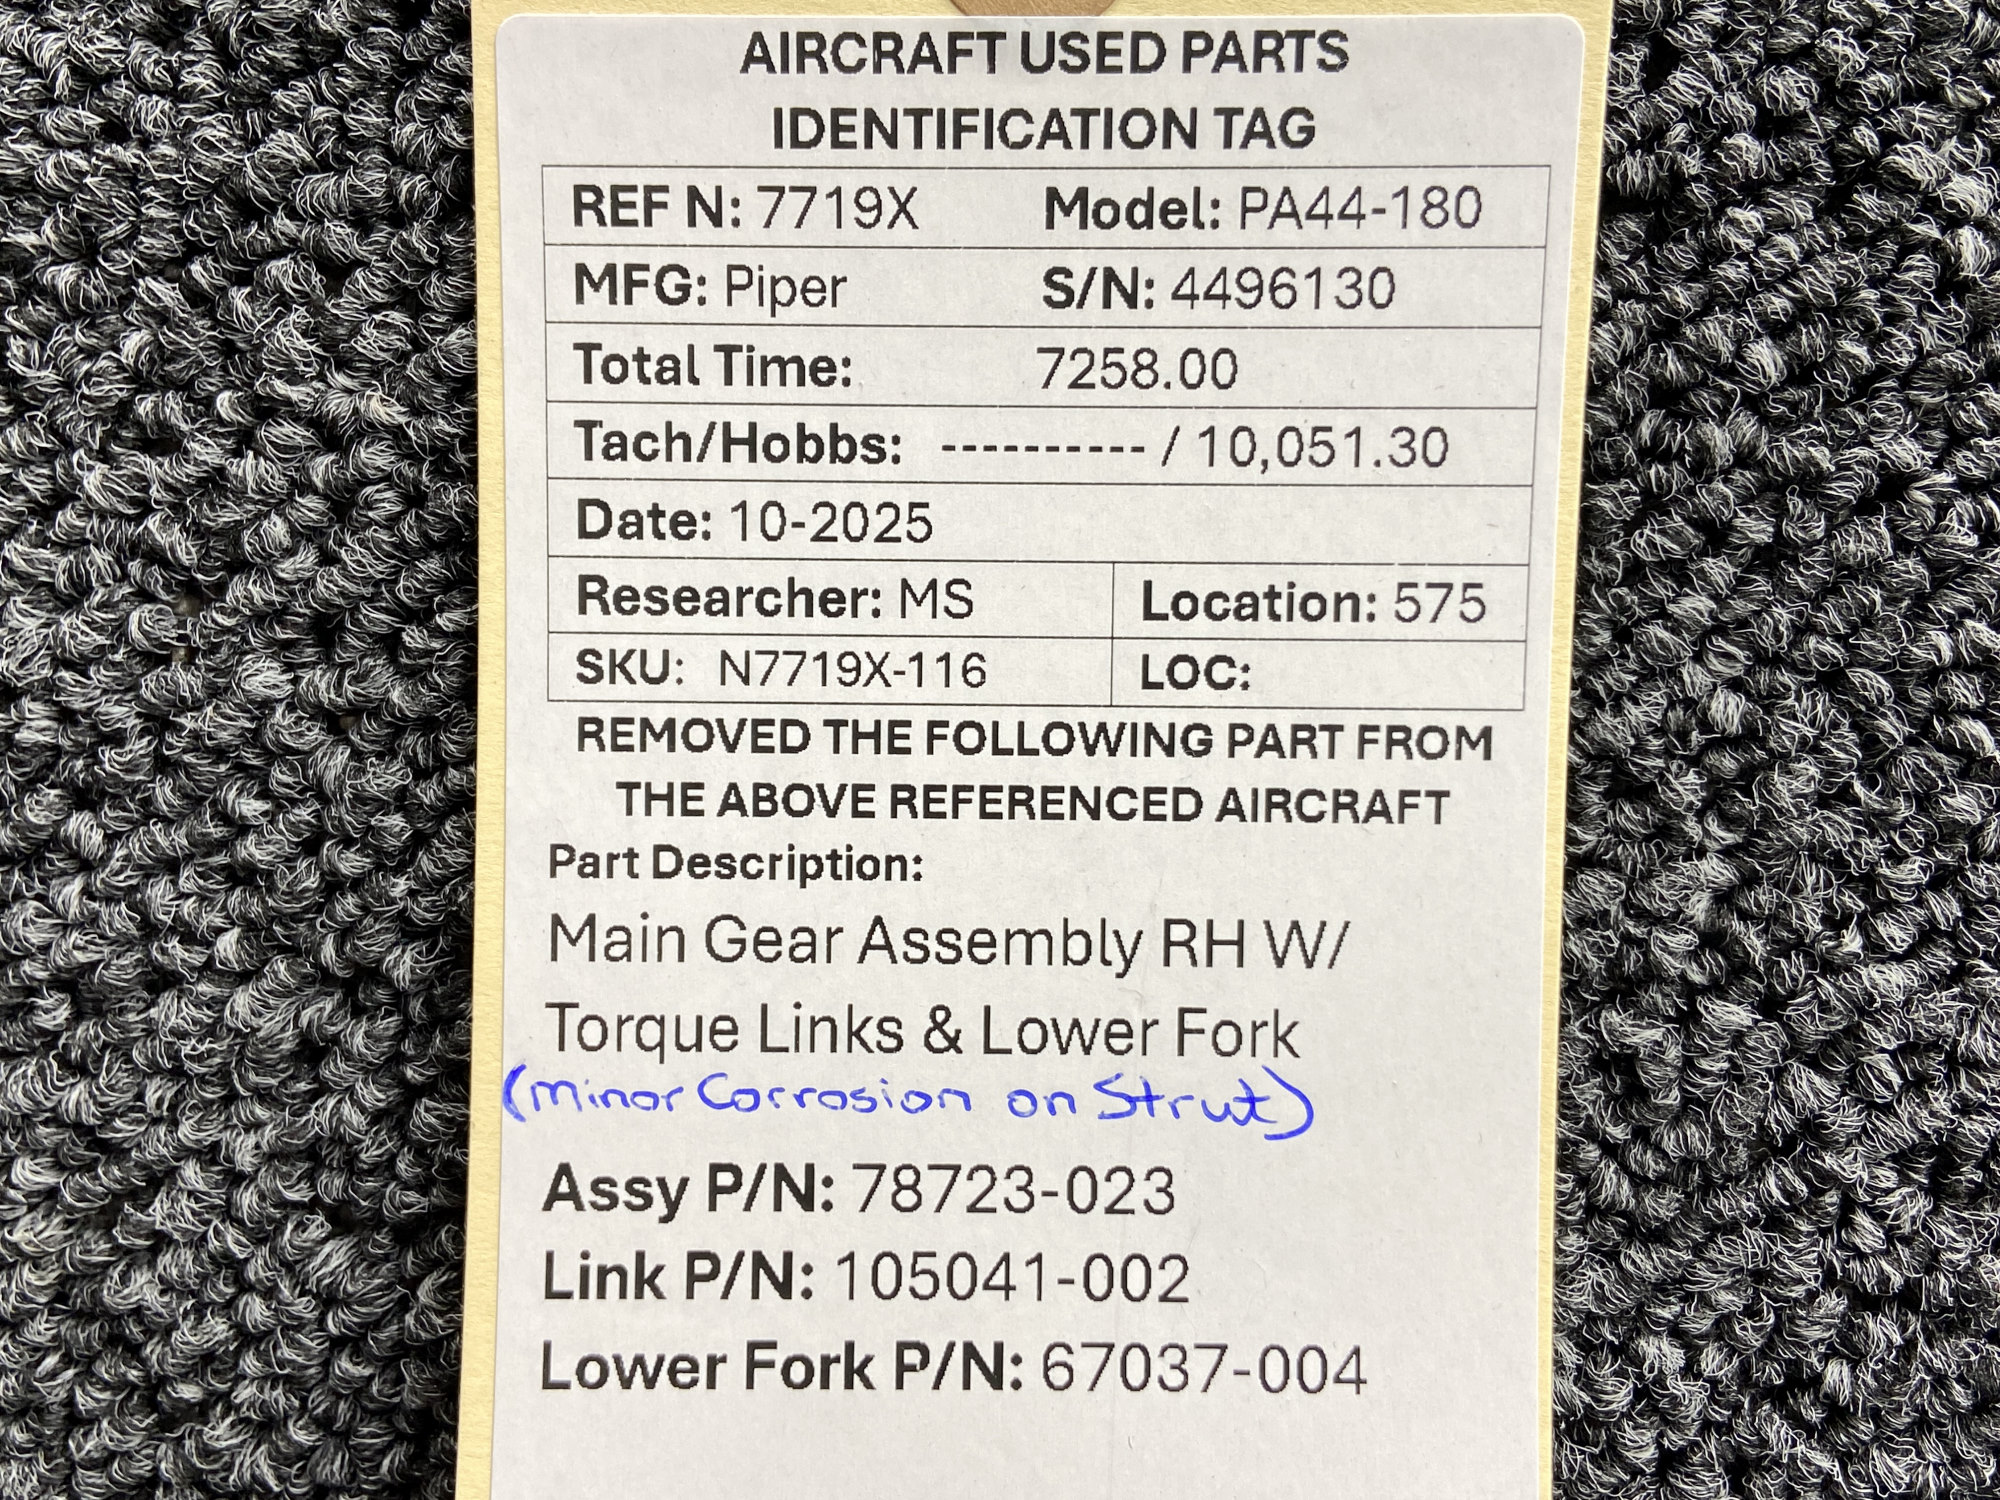 AIRCRAFT USED PARTS
IDENTIFICATION TAG
REF N: 7719X Model: PA44-180
MFG: Piper S/N: 4496130
Total Time: 7258.00
Tach/Hobbs: ---------- / 10,051.30
Date: 10-2025
Researcher: MS Location: 575
SKU: N7719X-116 LOC:
REMOVED THE FOLLOWING PART FROM
THE ABOVE REFERENCED AIRCRAFT
Part Description:
Main Gear Assembly RH W/
Torque Links & Lower Fork
(Minor Corrosion on Strut)
Assy P/N: 78723-023
Link P/N: 105041-002
Lower Fork P/N: 67037-004